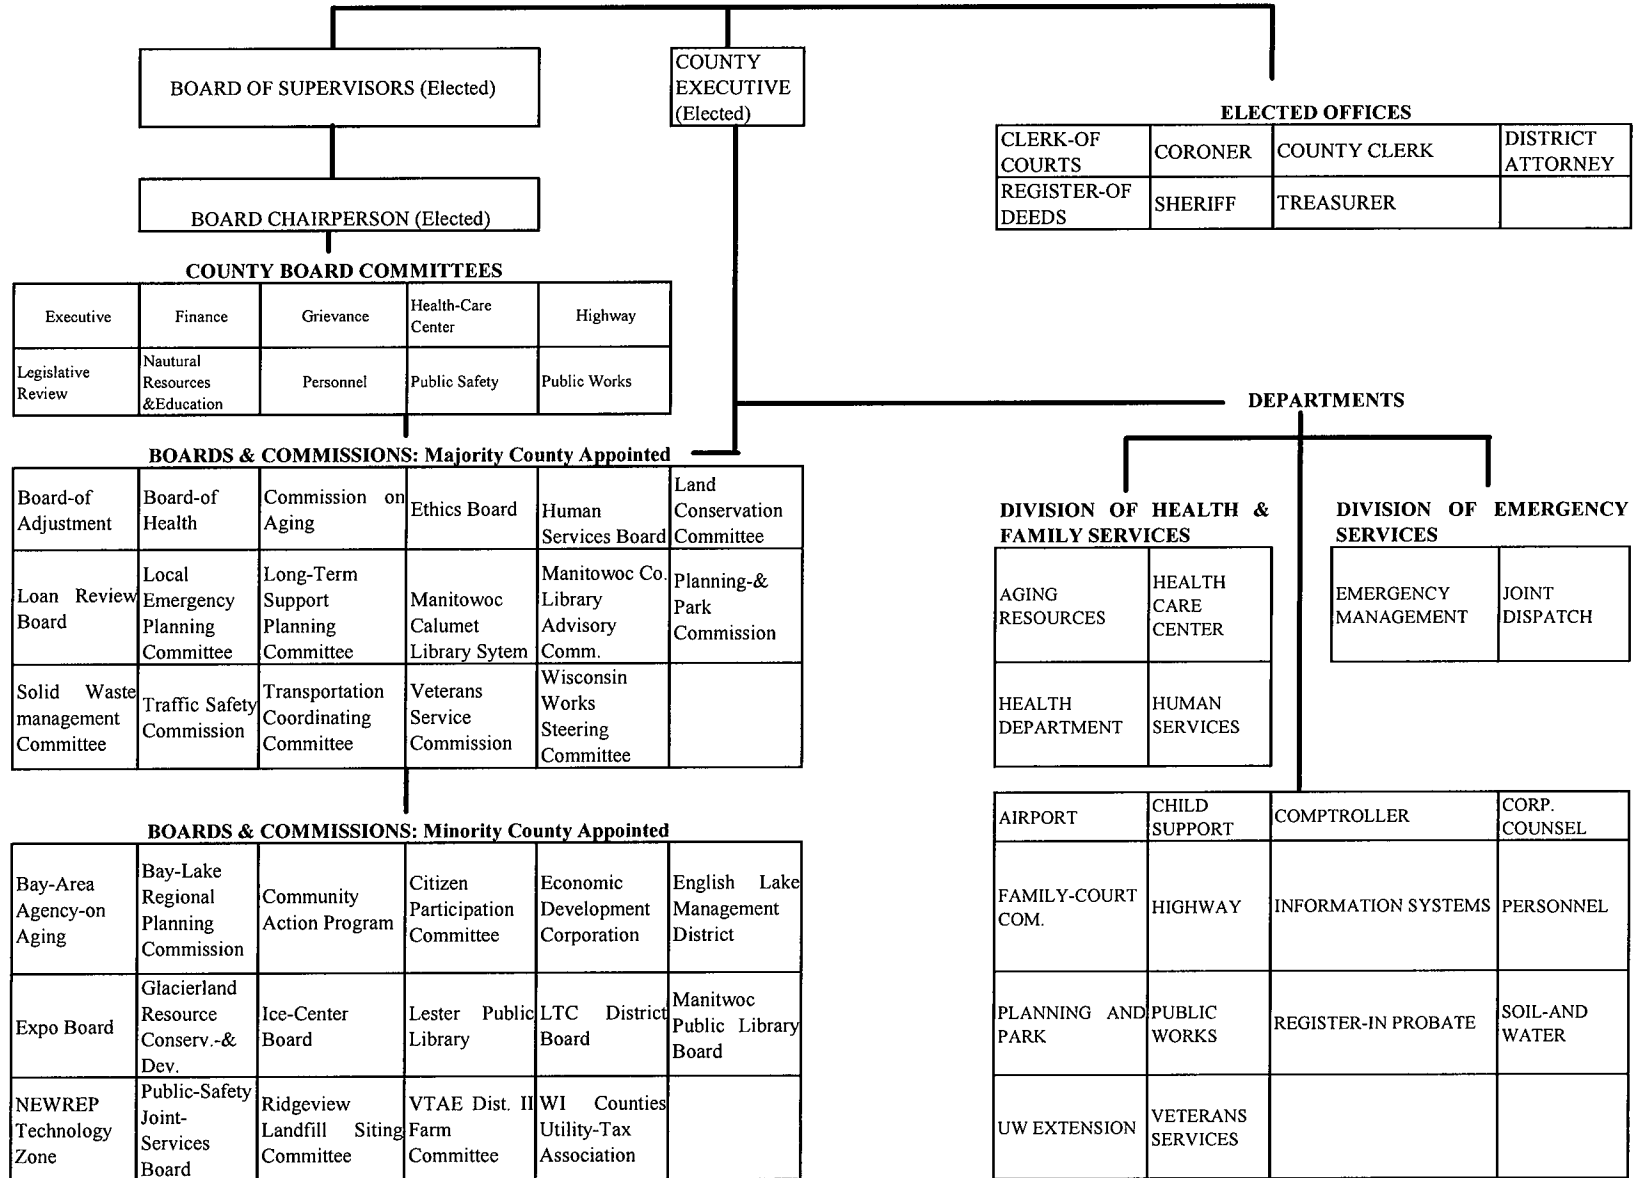 BOARD OF SUPERVISORS (Elected)
COUNTY
EXECUTIVE
(Elected)
BOARD CHAIRPERSON (Elected)
ELECTED OFFICES
CLERK-OF
COURTS
CORONER
COUNTY CLERK
DISTRICT
ATTORNEY
REGISTER-OF
DEEDS
SHERIFF
TREASURER
COUNTY BOARD COMMITTEES
Executive
Finance
Grievance
Health-Care
Center
Highway
Legislative
Review
Nautural
Resources
&Education
Personnel
Public Safety
Public Works
BOARDS & COMMISSIONS: Majority County Appointed
Board-of
Adjustment
Board-of
Health
Commission on
Aging
Ethics Board
Human
Services Board
Land
Conservation
Committee
Loan Review
Board
Local
Emergency
Planning
Committee
Long-Term
Support
Planning
Committee
Manitowoc
Calumet
Library Sytem
Manitowoc Co.
Library
Advisory
Comm.
Planning-&
Park
Commission
Solid Waste
management
Committee
Traffic Safety
Commission
Transportation
Coordinating
Committee
Veterans
Service
Commission
Wisconsin
Works
Steering
Committee
BOARDS & COMMISSIONS: Minority County Appointed
Bay-Area
Agency-on
Aging
Bay-Lake
Regional
Planning
Commission
Community
Action Program
Citizen
Participation
Committee
Economic
Development
Corporation
English Lake
Management
District
Expo Board
Glacierland
Resource
Conserv.-&
Dev.
Ice-Center
Board
Lester Public
Library
LTC District
Board
Manitwoc
Public Library
Board
NEWREP
Technology
Zone
Public-Safety
Joint-
Services
Board
Ridgeview
Landfill Siting
Committee
VTAE Dist. II
Farm
Committee
WI Counties
Utility-Tax
Association
DEPARTMENTS
DIVISION OF HEALTH &
FAMILY SERVICES
AGING
RESOURCES
HEALTH
CARE
CENTER
HEALTH
DEPARTMENT
HUMAN
SERVICES
DIVISION OF EMERGENCY
SERVICES
EMERGENCY
MANAGEMENT
JOINT
DISPATCH
AIRPORT
CHILD
SUPPORT
COMPTROLLER
CORP.
COUNSEL
FAMILY-COURT
COM.
HIGHWAY
INFORMATION SYSTEMS
PERSONNEL
PLANNING AND
PARK
PUBLIC
WORKS
REGISTER-IN PROBATE
SOIL-AND
WATER
UW EXTENSION
VETERANS
SERVICES